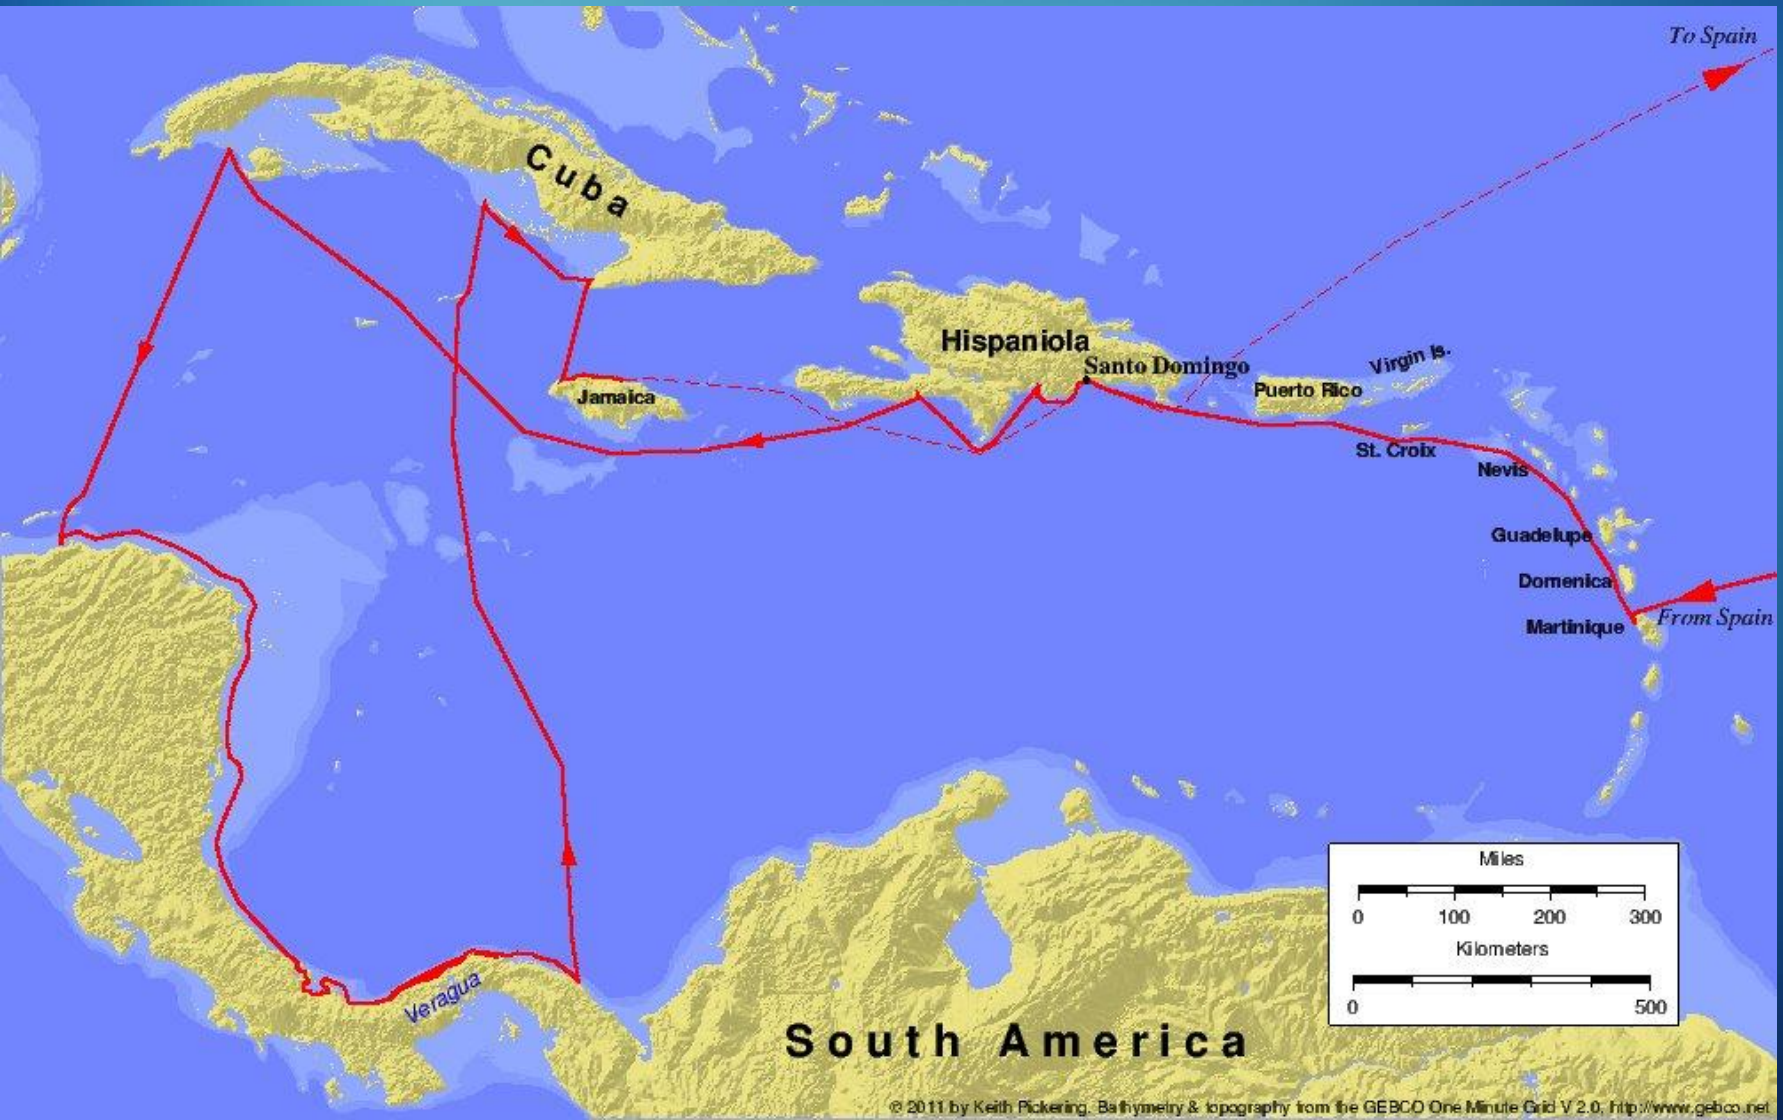 To Spain
Cuba
Hispaniola
Santo Domingo
Virgin Is.
Puerto Rico
Jamaica
St. Croix
Nevis
Guadelupe
Domenica
From Spain
Martinique
Miles
0 100 200 300
Kilometers
0 500
Veragua
South America
© 2011 by Keith Pickering. Bathymetry & topography from the GEBCO One Minute Grid V 2.0, http://www.gebco.net